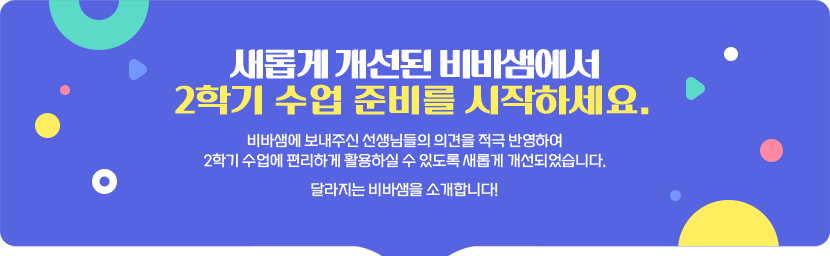 새롭게 개선된 비바샘에서
2학기 수업 준비를 시작하세요.
비바샘에 보내주신 선생님들의 의견을 적극 반영하여
2학기 수업에 편리하게 활용하실 수 있도록 새롭게 개선되었습니다.
달라지는 비바샘을 소개합니다!